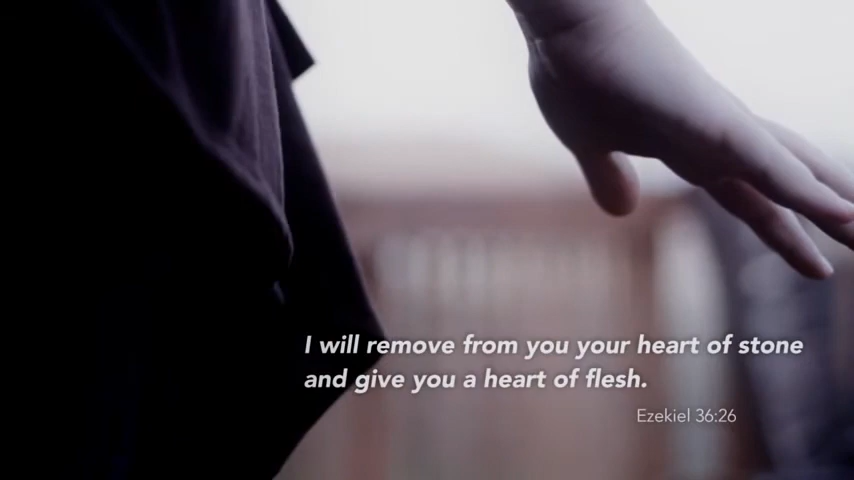 I will remove from you your heart of stone
and give you a heart of flesh.
Ezekiel 36:26